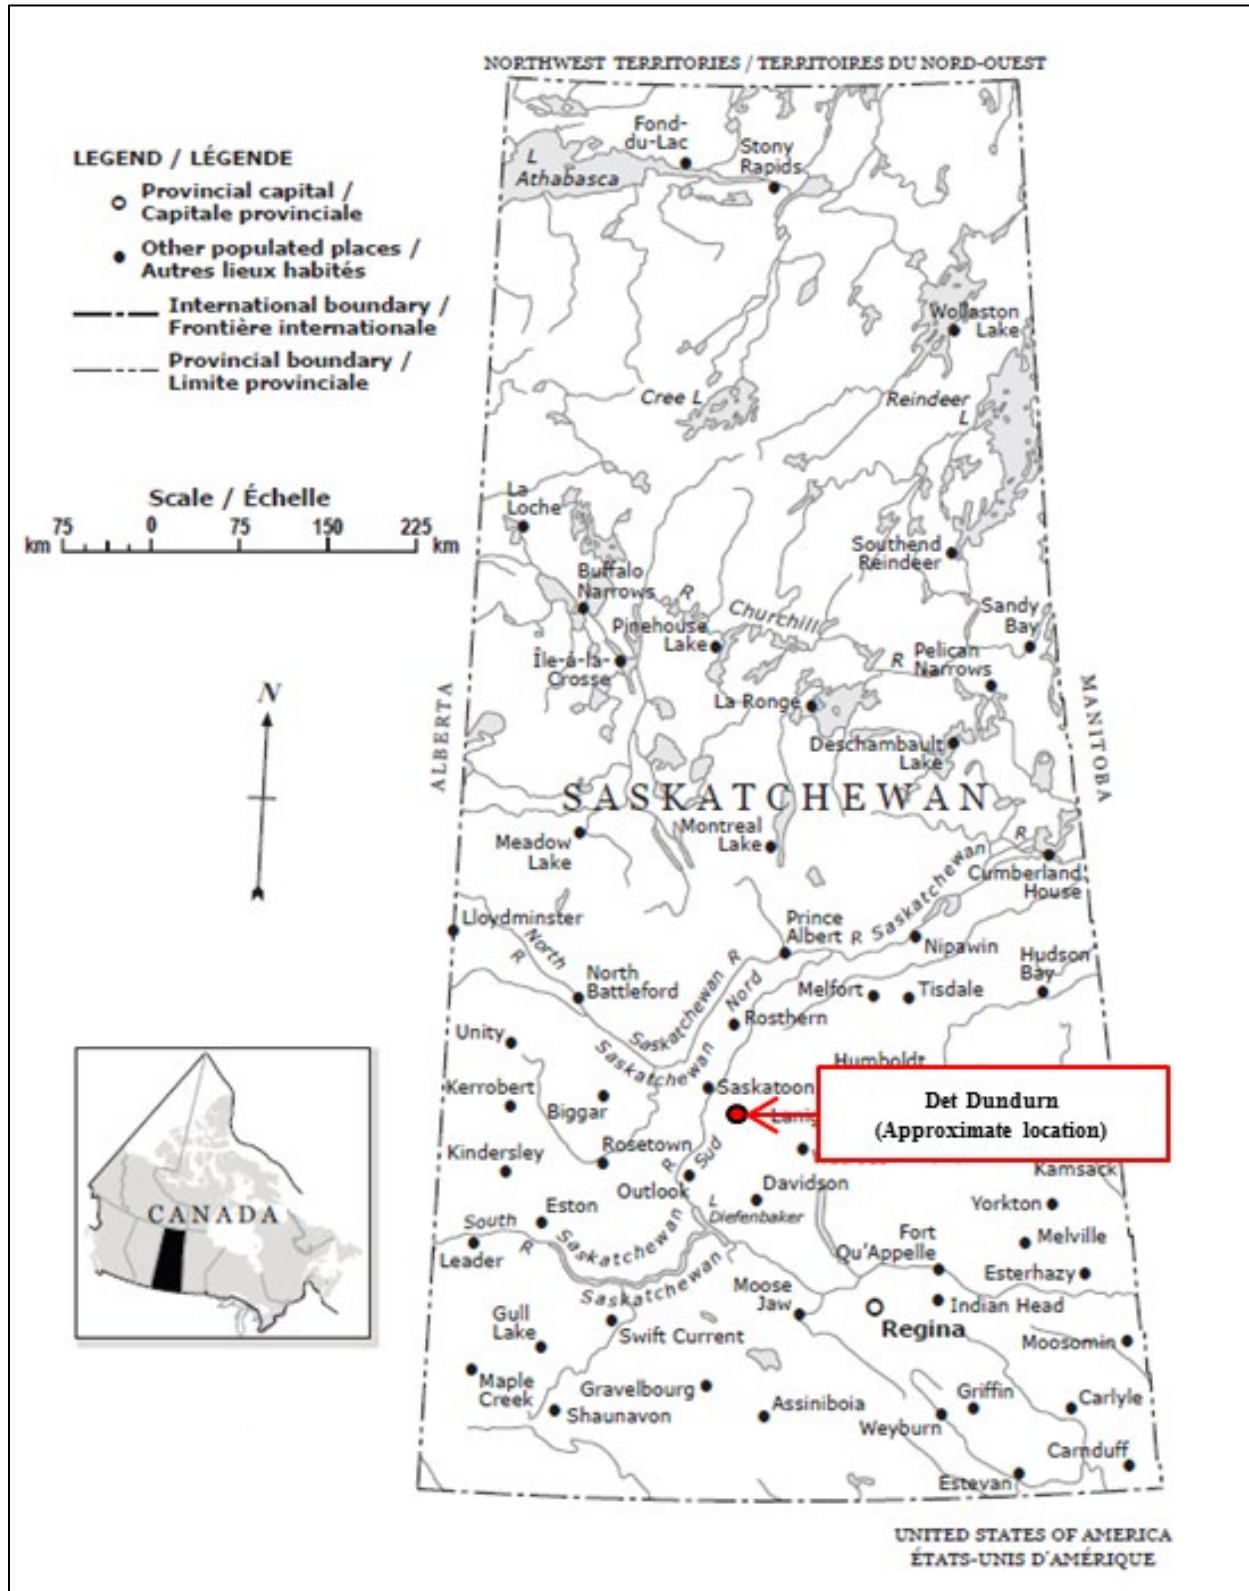 NORTHWEST TERRITORIES / TERRITOIRES DU NORD-OUEST
LEGEND / LÉGENDE
Provincial capital /
Capitale provinciale
Other populated places /
Autres lieux habités
International boundary /
Frontière internationale
Provincial boundary /
Limite provinciale
Scale / Échelle
75 0 75 150 225
km km
N
CANADA
ALBERTA
MANITOBA
SASKATCHEWAN
Fond-
du-Lac
Stony
Rapids
L
Athabasca
Wollaston
Lake
Cree L
Reindeer
L
La
Loche
Southend
Reindeer
Buffalo
Narrows
R
Churchill
R
Sandy
Bay
Pinehouse
Lake
Pelican
Narrows
Île-à-la-
Crosse
La Ronge
Deschambault
Lake
Montreal
Lake
Meadow
Lake
R
Saskatchewan
R
Cumberland
House
Lloydminster
North
R
Prince
Albert
Nipawin
Hudson
Bay
North
Battleford
Saskatchewan R
Nord
Saskatchewan
Melfort
Tisdale
Rosthern
Unity
Humboldt
Saskatoon
Det Dundurn
(Approximate location)
Kerrobert
Biggar
Kindersley
Rosetown
R
Sud
Outlook
Davidson
Kamsack
Yorkton
L
Diefenbaker
Eston
South
R
Saskatchewan
Saskatchewan
Leader
Fort
Qu'Appelle
Melville
Esterhazy
Moose
Jaw
Indian Head
Regina
Gull
Lake
Swift Current
Moosomin
Maple
Creek
Gravelbourg
Shaunavon
Assiniboia
Griffin
Carlyle
Weyburn
Carnduff
Estevan
UNITED STATES OF AMERICA
ÉTATS-UNIS D'AMÉRIQUE